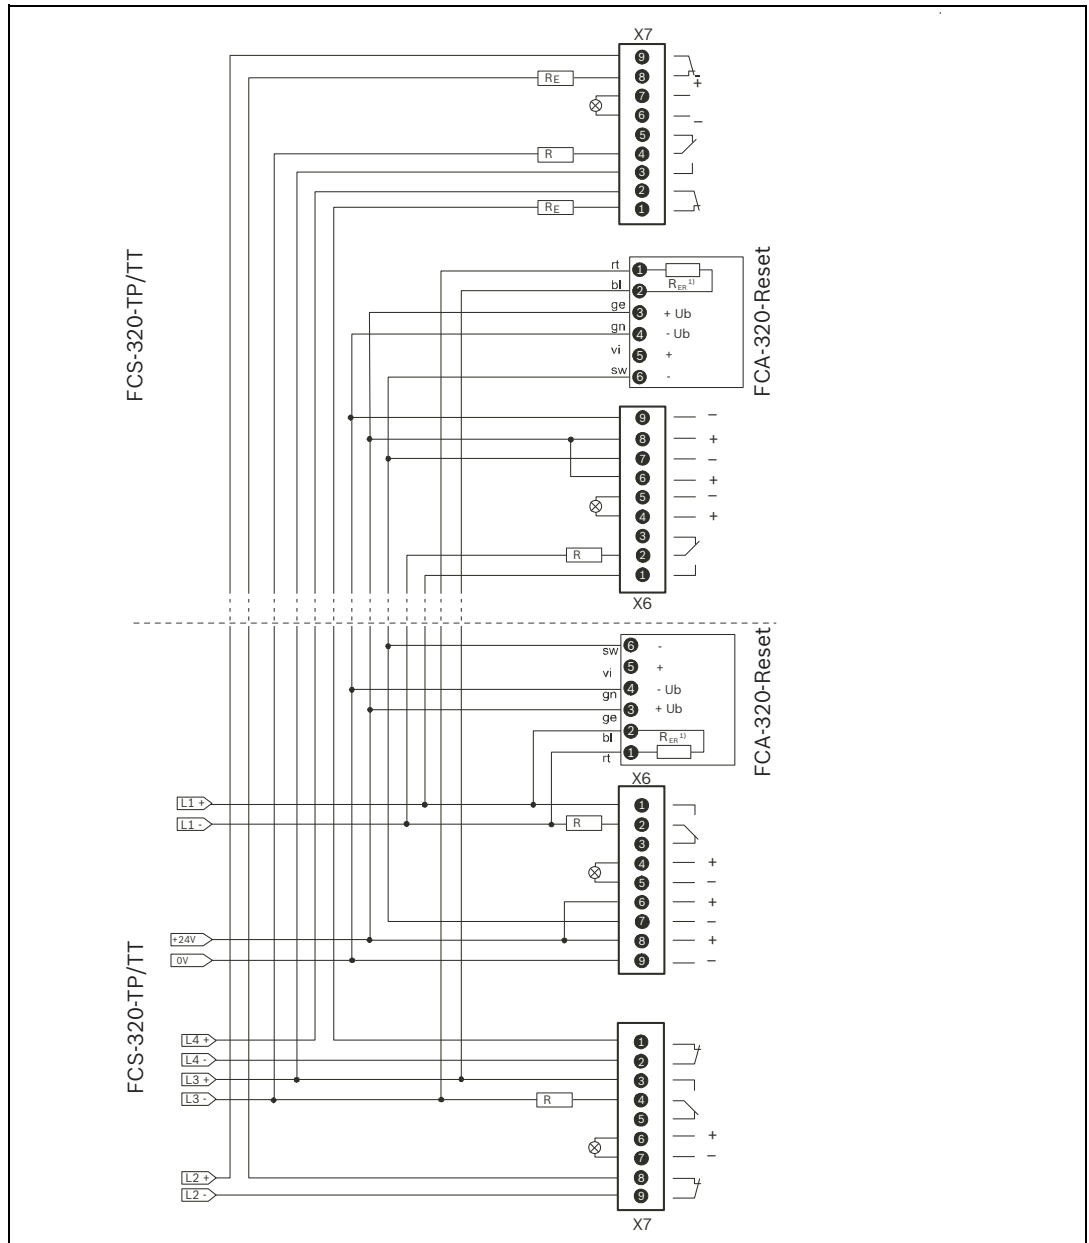 X7
9
8
7
6
5
4
3
2
1
+
−
RE
R
RE
FCS-320-TP/TT
rt
bl
ge
gn
vi
sw
1
2
3
4
5
6
RER 1)
+ Ub
- Ub
+
-
FCA-320-Reset
9
8
7
6
5
4
3
2
1
−
+
−
+
−
+
R
X6
sw
vi
gn
ge
bl
rt
6
5
4
3
2
1
-
+
- Ub
+ Ub
RER 1)
FCA-320-Reset
X6
L1 +
L1 -
R
1
2
3
4
5
6
7
8
9
+
−
+
−
+
−
+24V
0V
FCS-320-TP/TT
L4 +
L4 -
L3 +
L3 -
L2 +
L2 -
R
1
2
3
4
5
6
7
8
9
+
−
X7